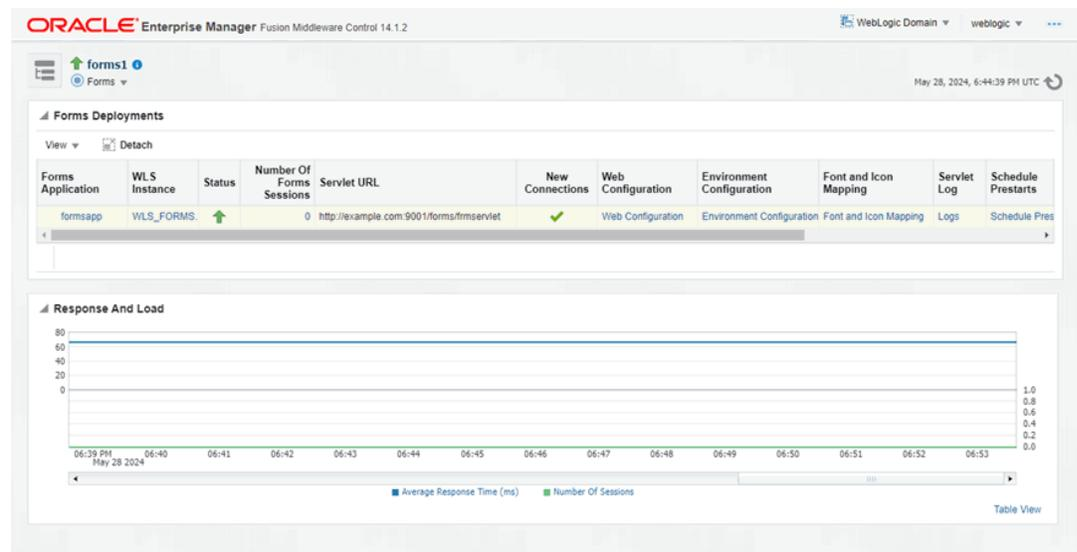 ORACLE Enterprise Manager Fusion Middleware Control 14.1.2
WebLogic Domain
weblogic
forms1
Forms
May 28, 2024, 6:44:39 PM UTC
Forms Deployments
View
Detach
Forms Application
WLS Instance
Status
Number Of Forms Sessions
Servlet URL
New Connections
Web Configuration
Environment Configuration
Font and Icon Mapping
Servlet Log
Schedule Prestarts
formsapp
WLS_FORMS.
0
http://example.com:9001/forms/frmservlet
Web Configuration
Environment Configuration
Font and Icon Mapping
Logs
Schedule Pres
Response And Load
80
60
40
20
0
1.0
0.8
0.6
0.4
0.2
0.0
06:39 PM
06:40
06:41
06:42
06:43
06:44
06:45
06:46
06:47
06:48
06:49
06:50
06:51
06:52
06:53
May 28 2024
Average Response Time (ms)
Number Of Sessions
Table View